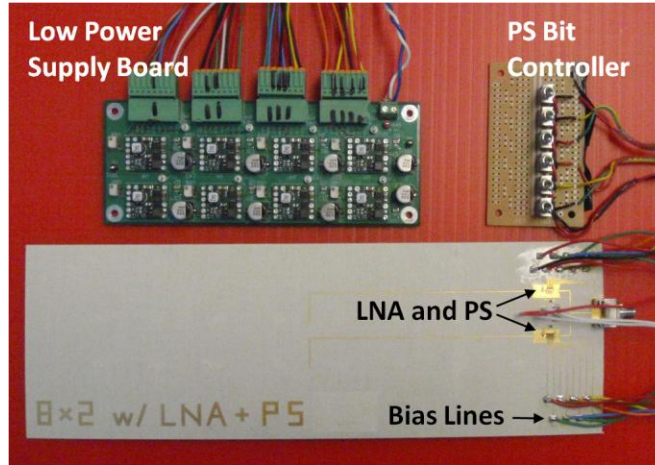 Low Power
Supply Board
PS Bit
Controller
LNA and PS
8×2 w/ LNA + PS
Bias Lines